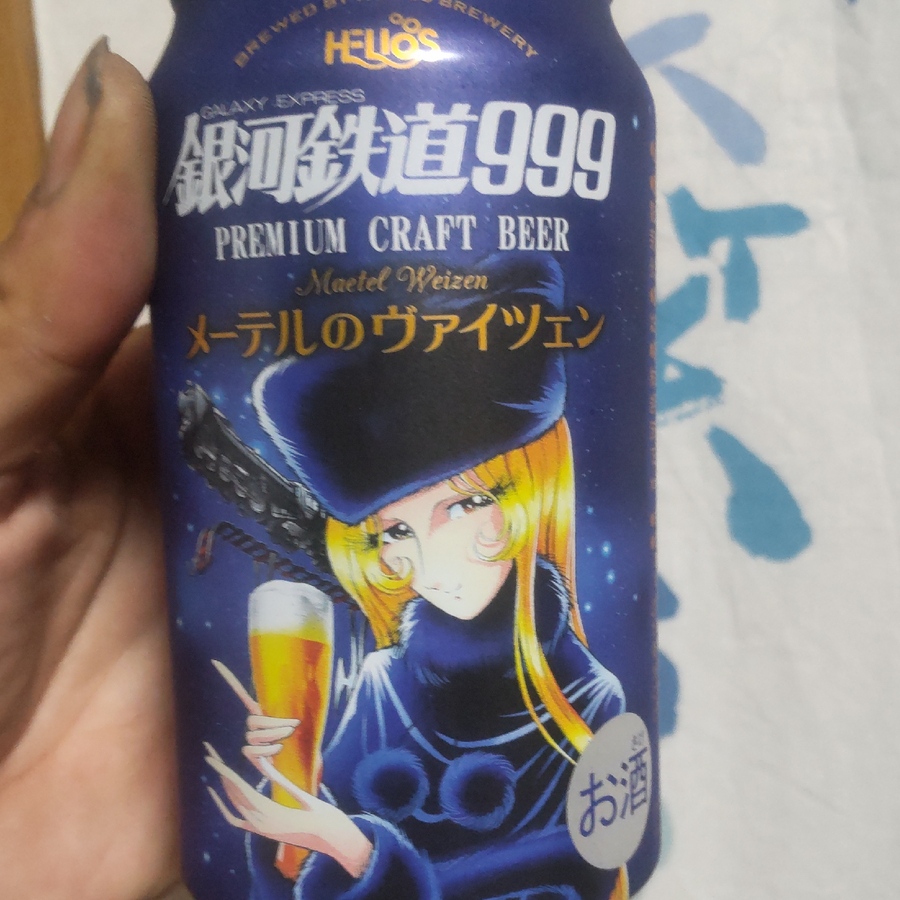 BREWED BY HELIOS BREWERY
HELIOS
GALAXY EXPRESS
銀河鉄道999
PREMIUM CRAFT BEER
Maetel Weizen
メーテルのヴァイツェン
お酒